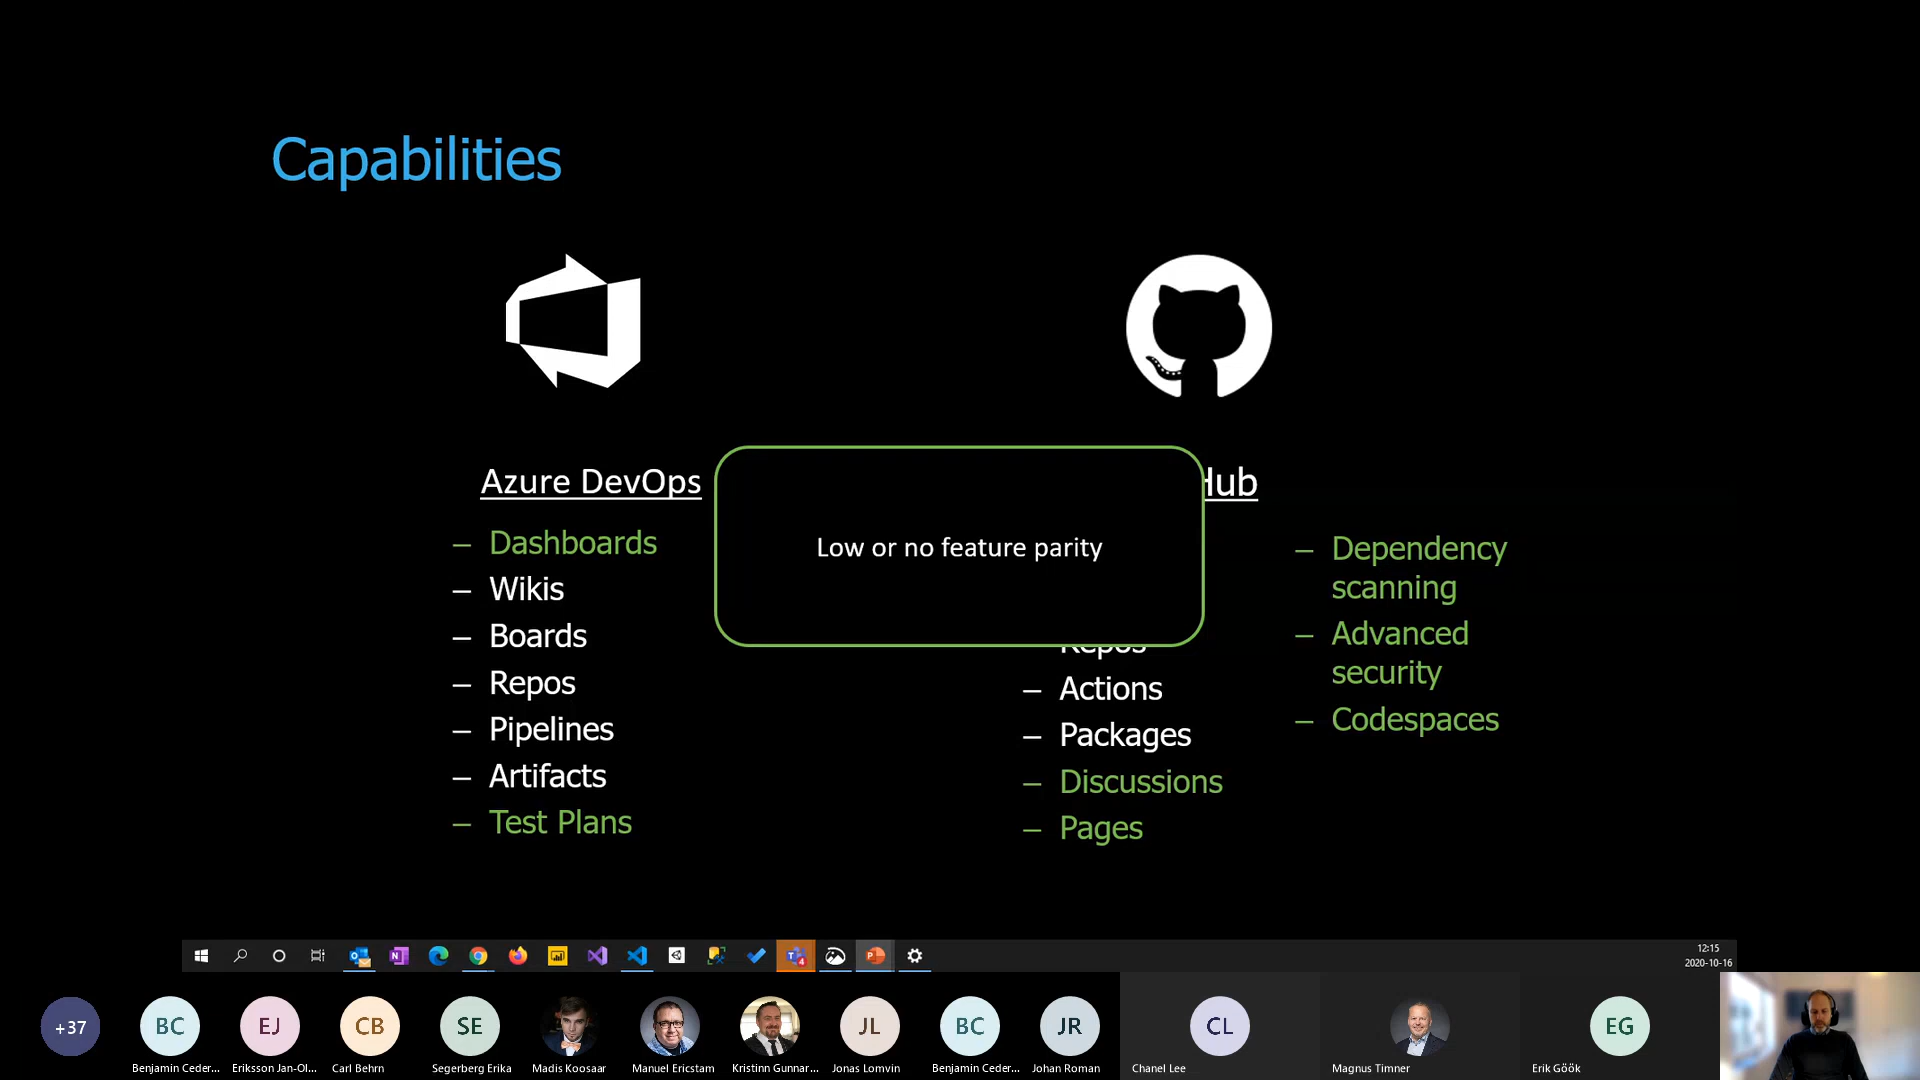 Capabilities
Azure DevOps
– Dashboards
– Wikis
– Boards
– Repos
– Pipelines
– Artifacts
– Test Plans
Low or no feature parity
Hub
Repos
– Actions
– Packages
– Discussions
– Pages
– Dependency
scanning
– Advanced
security
– Codespaces
12:15
2020-10-16
+37
BC
Benjamin Ceder...
EJ
Eriksson Jan-Ol...
CB
Carl Behrn
SE
Segerberg Erika
Madis Koosaar
Manuel Ericstam
Kristinn Gunnar...
JL
Jonas Lomvin
BC
Benjamin Ceder...
JR
Johan Roman
CL
Chanel Lee
Magnus Timner
EG
Erik Göök